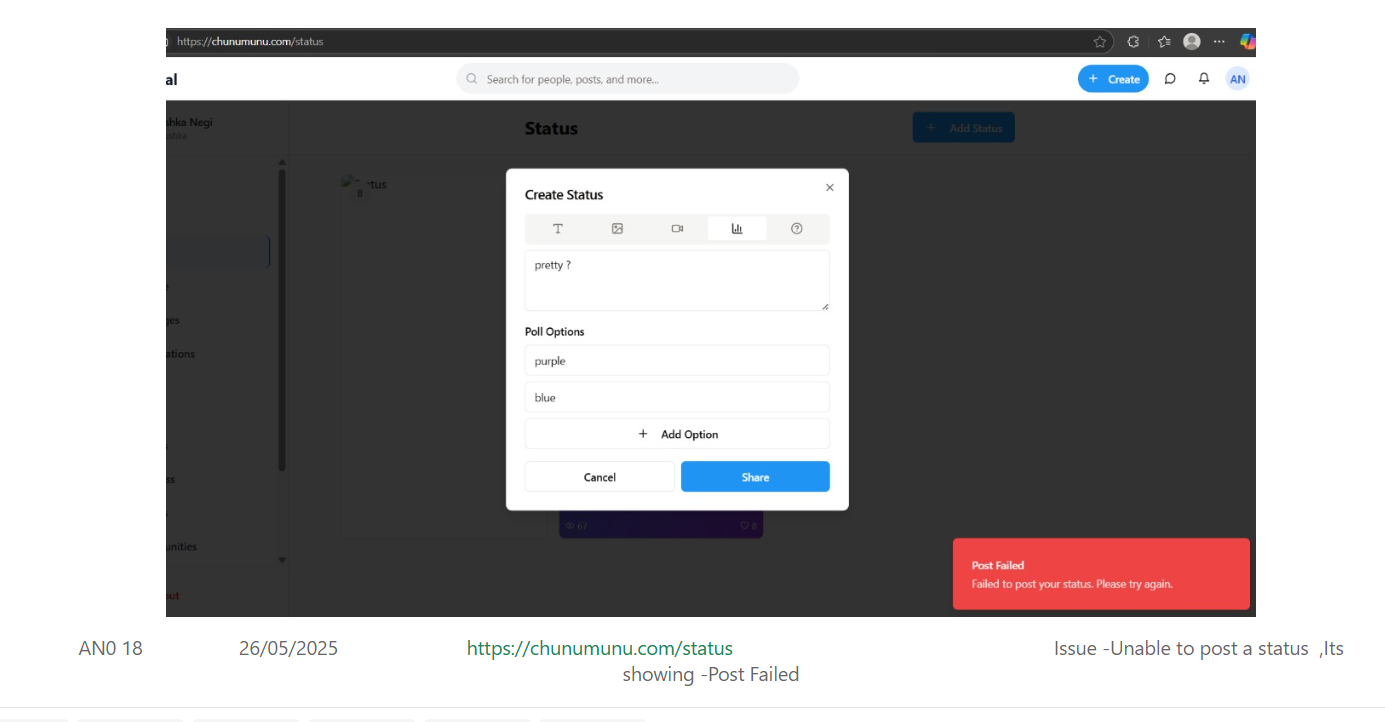 https://chunumunu.com/status
al
Search for people, posts, and more...
+ Create
AN
shka Negi
shka
Status
+ Add Status
tus
8
Create Status
pretty ?
Poll Options
purple
blue
+ Add Option
Cancel
Share
ges
ations
ss
unities
out
67
Post Failed
Failed to post your status. Please try again.
AN0 18 26/05/2025 https://chunumunu.com/status Issue -Unable to post a status ,Its
showing -Post Failed